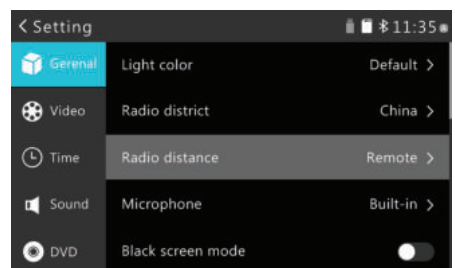 Setting 11:35
Gerenal
Light color Default >
Video
Radio district China >
Time
Radio distance Remote >
Sound
Microphone Built-in >
DVD
Black screen mode